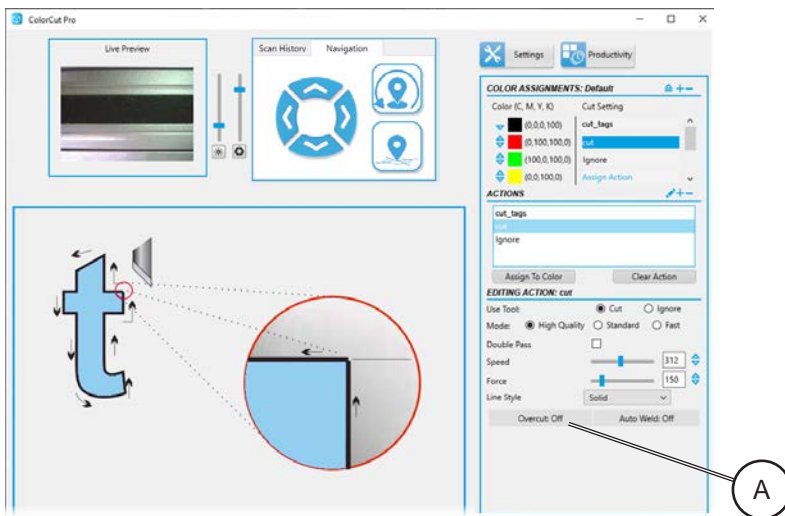 ColorCut Pro
Live Preview
Scan History Navigation
Settings Productivity
COLOR ASSIGNMENTS: Default
Color (C, M, Y, K) Cut Setting
(0,0,0,100) cut_tags
(0,100,100,0) cut
(100,0,100,0) Ignore
(0,0,100,0) Assign Action
ACTIONS
cut_tags
cut
Ignore
Assign To Color Clear Action
EDITING ACTION: cut
Use Tool: Cut Ignore
Mode: High Quality Standard Fast
Double Pass
Speed 312
Force 150
Line Style Solid
Overcut: Off Auto Weld: Off
A
t